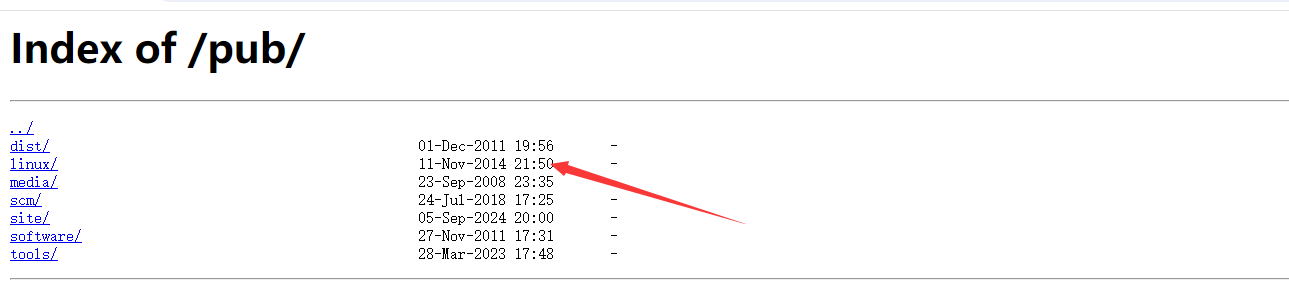 Index of /pub/
../
dist/ 01-Dec-2011 19:56 -
linux/ 11-Nov-2014 21:50 -
media/ 23-Sep-2008 23:35
scm/ 24-Jul-2018 17:25 -
site/ 05-Sep-2024 20:00 -
software/ 27-Nov-2011 17:31 -
tools/ 28-Mar-2023 17:48 -